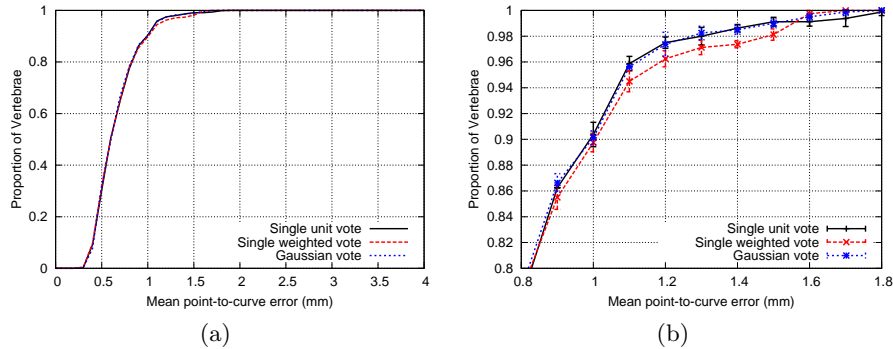 1
0.8
0.6
0.4
0.2
0
0 0.5 1 1.5 2 2.5 3 3.5 4
Proportion of Vertebrae
Mean point-to-curve error (mm)
Single unit vote
Single weighted vote
Gaussian vote
(a)
1
0.98
0.96
0.94
0.92
0.9
0.88
0.86
0.84
0.82
0.8
0.8 1 1.2 1.4 1.6 1.8
Proportion of Vertebrae
Mean point-to-curve error (mm)
Single unit vote
Single weighted vote
Gaussian vote
(b)